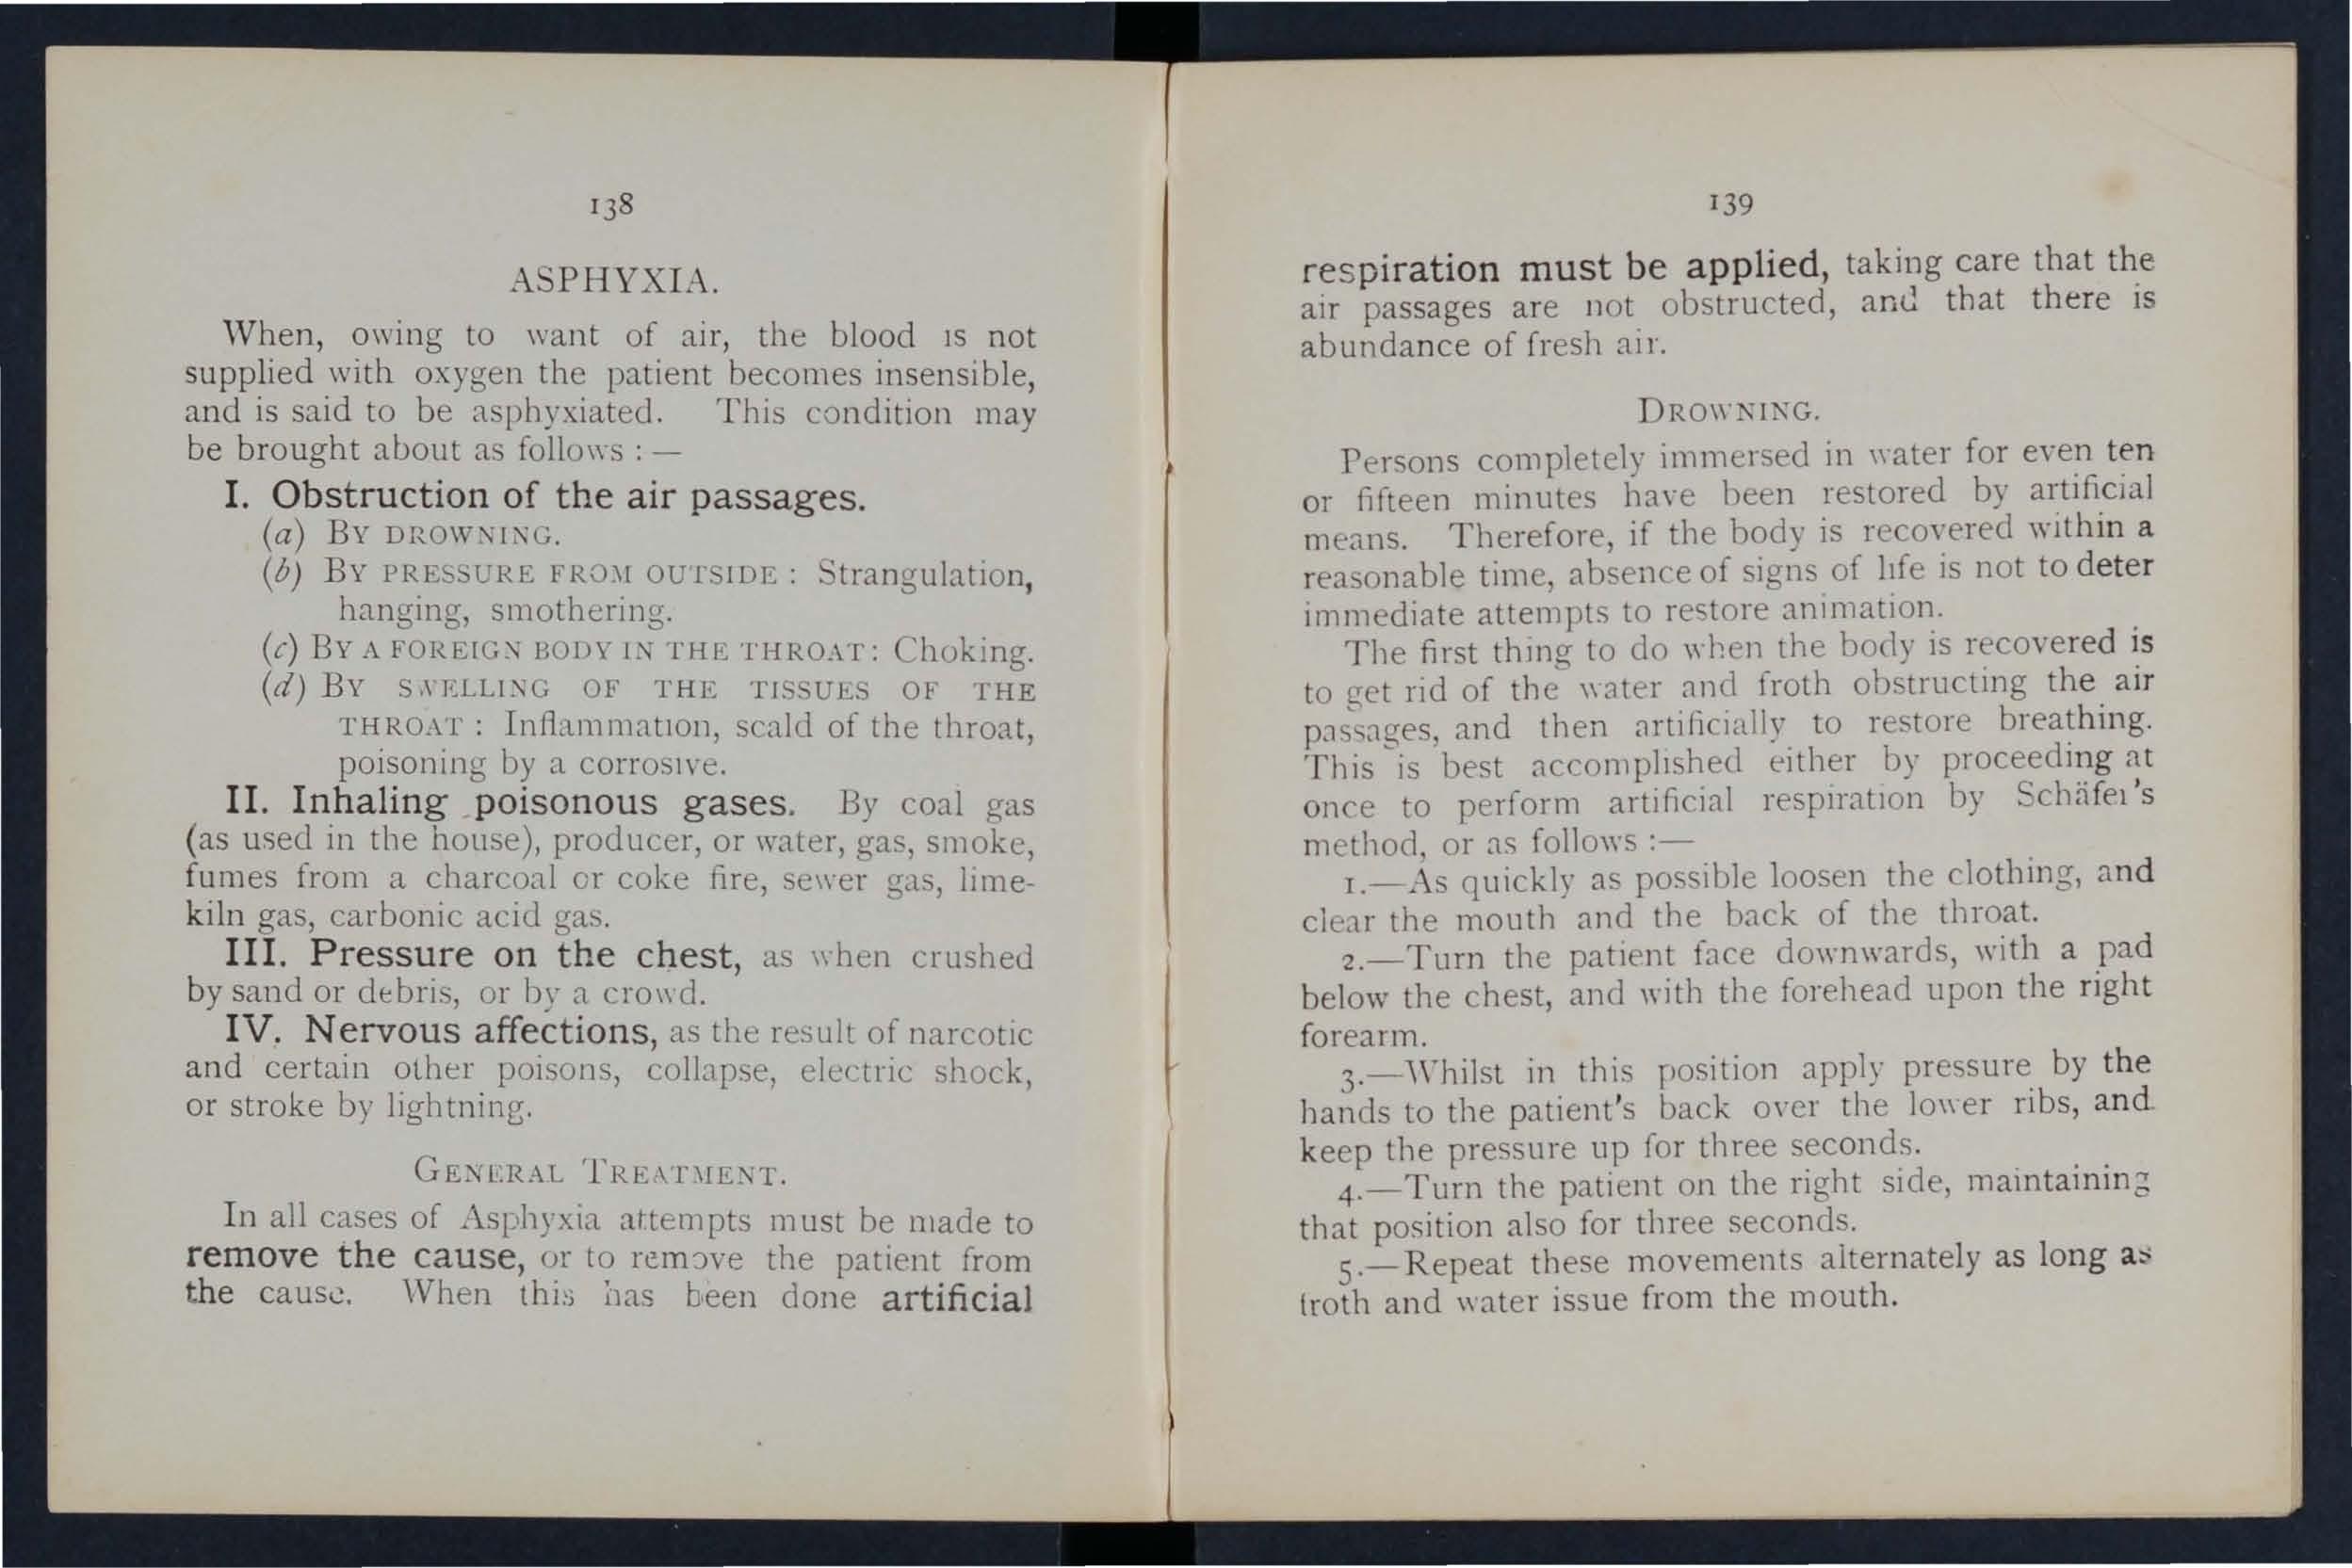 138
ASPHYXIA.
When, owing to want of air, the blood is not
supplied with oxygen the patient becomes insensible,
and is said to be asphyxiated. This condition may
be brought about as follows : —
I. Obstruction of the air passages.
(a) BY DROWNING.
(b) BY PRESSURE FROM OUTSIDE : Strangulation,
hanging, smothering.
(c) BY A FOREIGN BODY IN THE THROAT: Choking.
(d) BY SWELLING OF THE TISSUES OF THE
THROAT : Inflammation, scald of the throat,
poisoning by a corrosive.
II. Inhaling poisonous gases. By coal gas
(as used in the house), producer, or water, gas, smoke,
fumes from a charcoal or coke fire, sewer gas, lime-
kiln gas, carbonic acid gas.
III. Pressure on the chest, as when crushed
by sand or debris, or by a crowd.
IV. Nervous affections, as the result of narcotic
and certain other poisons, collapse, electric shock,
or stroke by lightning.
GENERAL TREATMENT.
In all cases of Asphyxia attempts must be made to
remove the cause, or to remove the patient from
the cause. When this has been done artificial
139
respiration must be applied, taking care that the
air passages are not obstructed, and that there is
abundance of fresh air.
DROWNING.
Persons completely immersed in water for even ten
or fifteen minutes have been restored by artificial
means. Therefore, if the body is recovered within a
reasonable time, absence of signs of life is not to deter
immediate attempts to restore animation.
The first thing to do when the body is recovered is
to get rid of the water and froth obstructing the air
passages, and then artificially to restore breathing.
This is best accomplished either by proceeding at
once to perform artificial respiration by Schäfer's
method, or as follows :—
1.—As quickly as possible loosen the clothing, and
clear the mouth and the back of the throat.
2.—Turn the patient face downwards, with a pad
below the chest, and with the forehead upon the right
forearm.
3.—Whilst in this position apply pressure by the
hands to the patient's back over the lower ribs, and
keep the pressure up for three seconds.
4.—Turn the patient on the right side, maintaining
that position also for three seconds.
5.—Repeat these movements alternately as long as
froth and water issue from the mouth.